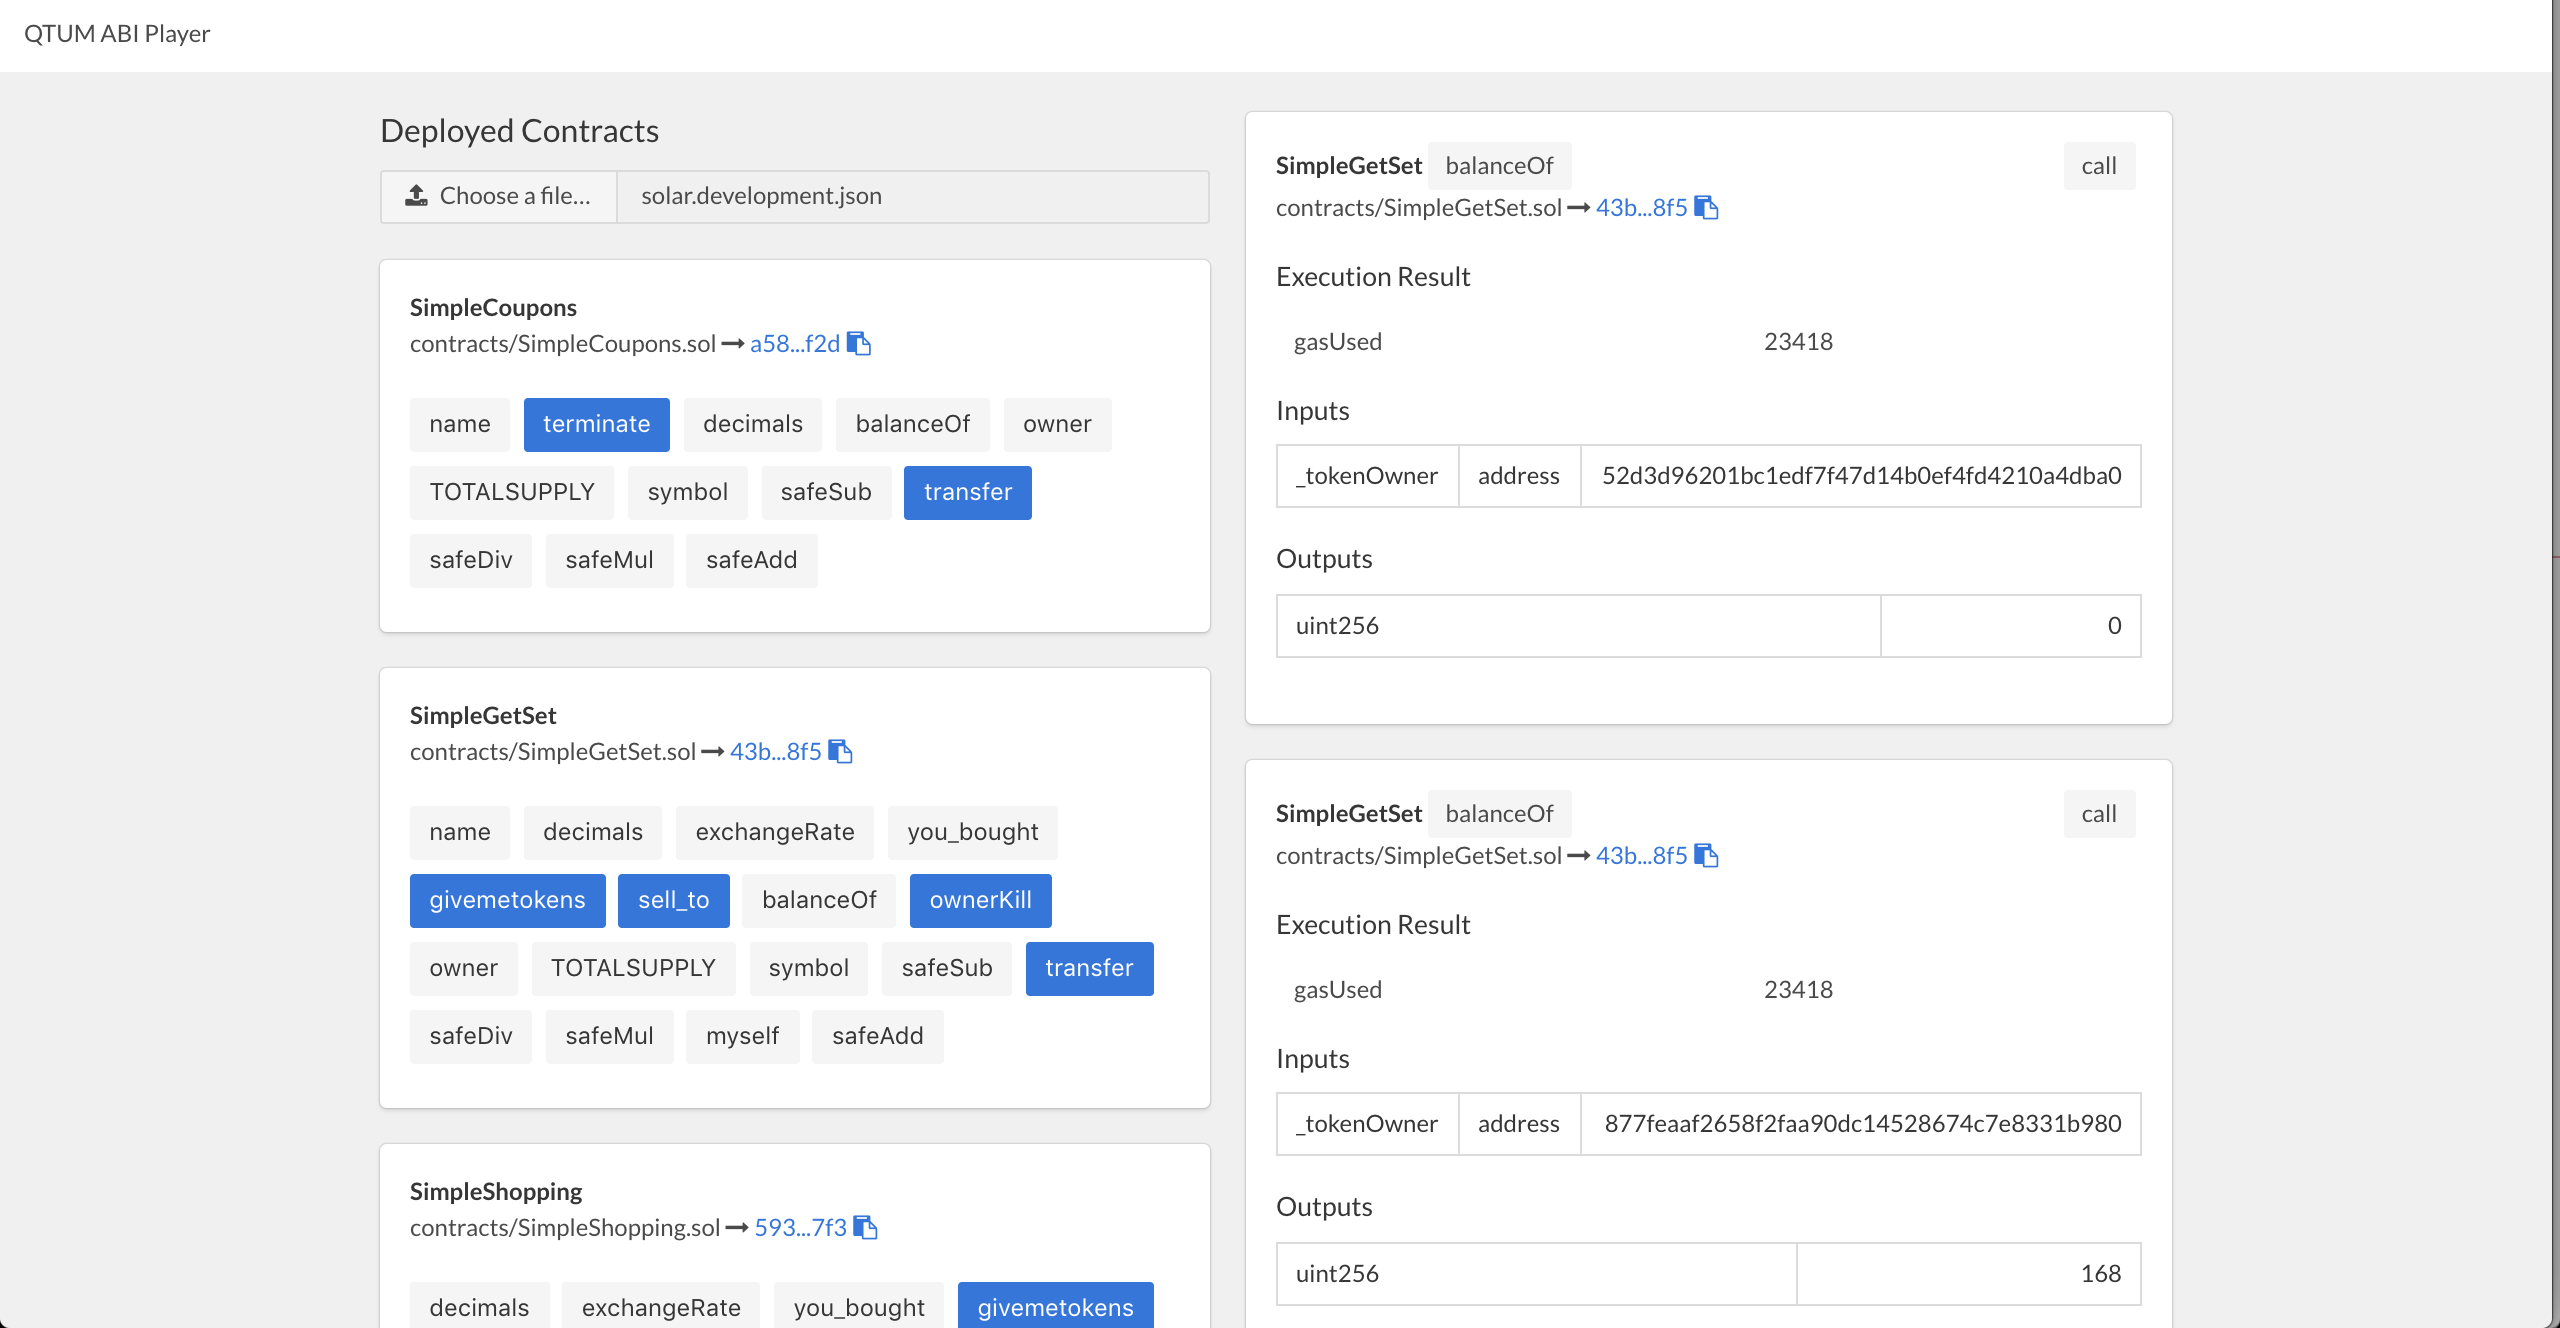 QTUM ABI Player
Deployed Contracts
Choose a file... solar.development.json
SimpleCoupons
contracts/SimpleCoupons.sol a58...f2d
name terminate decimals balanceOf owner
TOTALSUPPLY symbol safeSub transfer
safeDiv safeMul safeAdd
SimpleGetSet
contracts/SimpleGetSet.sol 43b...8f5
name decimals exchangeRate you_bought
givemetokens sell_to balanceOf ownerKill
owner TOTALSUPPLY symbol safeSub transfer
safeDiv safeMul myself safeAdd
SimpleShopping
contracts/SimpleShopping.sol 593...7f3
decimals exchangeRate you_bought givemetokens
SimpleGetSet balanceOf call
contracts/SimpleGetSet.sol 43b...8f5
Execution Result
gasUsed 23418
Inputs
_tokenOwner address 52d3d96201bc1edf7f47d14b0ef4fd4210a4dba0
Outputs
uint256 0
SimpleGetSet balanceOf call
contracts/SimpleGetSet.sol 43b...8f5
Execution Result
gasUsed 23418
Inputs
_tokenOwner address 877feaaf2658f2faa90dc14528674c7e8331b980
Outputs
uint256 168